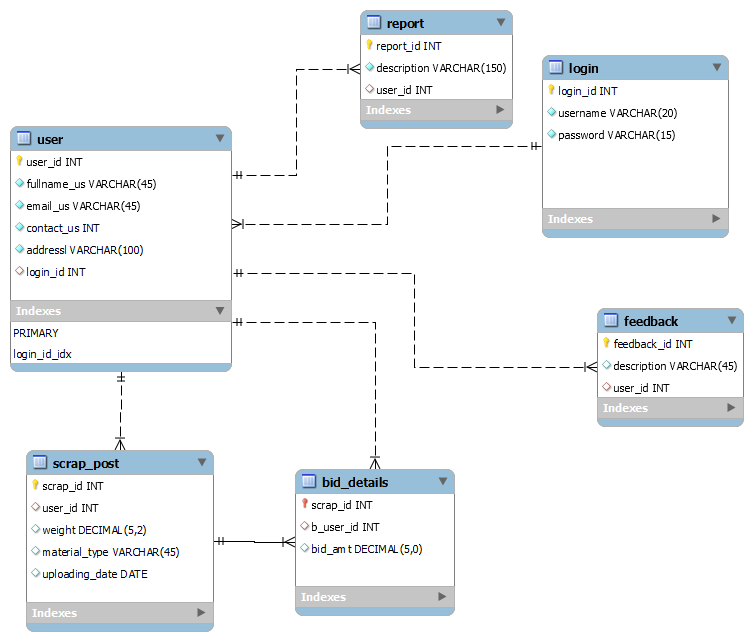 report
report_id INT
description VARCHAR(150)
user_id INT
Indexes
login
login_id INT
username VARCHAR(20)
password VARCHAR(15)
Indexes
user
user_id INT
fullname_us VARCHAR(45)
email_us VARCHAR(45)
contact_us INT
addressl VARCHAR(100)
login_id INT
Indexes
PRIMARY
login_id_idx
feedback
feedback_id INT
description VARCHAR(45)
user_id INT
Indexes
scrap_post
scrap_id INT
user_id INT
weight DECIMAL(5,2)
material_type VARCHAR(45)
uploading_date DATE
Indexes
bid_details
scrap_id INT
b_user_id INT
bid_amt DECIMAL(5,0)
Indexes